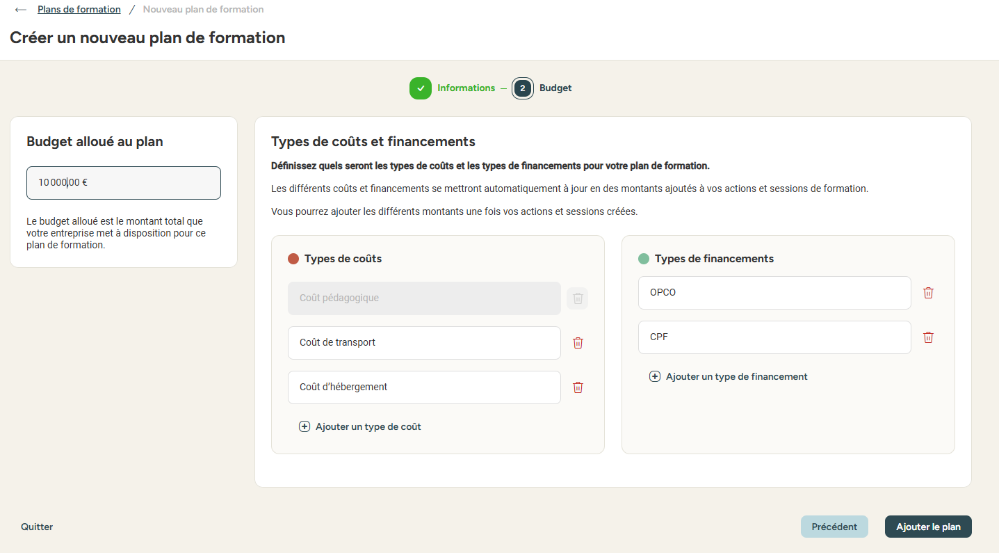 Plans de formation / Nouveau plan de formation
Créer un nouveau plan de formation
Informations – 2 Budget
Budget alloué au plan
10 000,00 €
Le budget alloué est le montant total que
votre entreprise met à disposition pour ce
plan de formation.
Types de coûts et financements
Définissez quels seront les types de coûts et les types de financements pour votre plan de formation.
Les différents coûts et financements se mettront automatiquement à jour en des montants ajoutés à vos actions et sessions de formation.
Vous pourrez ajouter les différents montants une fois vos actions et sessions créées.
Types de coûts
Coût pédagogique
Coût de transport
Coût d’hébergement
Ajouter un type de coût
Types de financements
OPCO
CPF
Ajouter un type de financement
Quitter
Précédent
Ajouter le plan